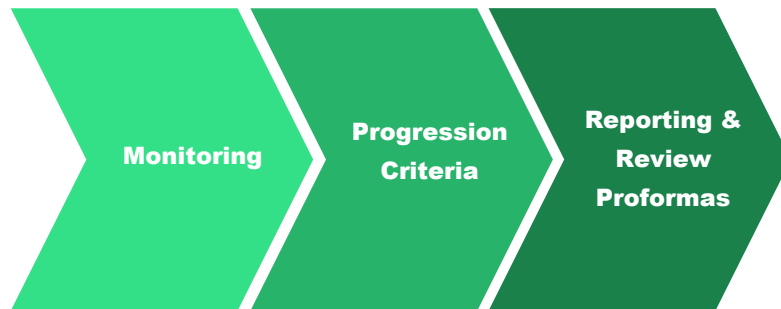 Monitoring
Progression
Criteria
Reporting &
Review
Proformas